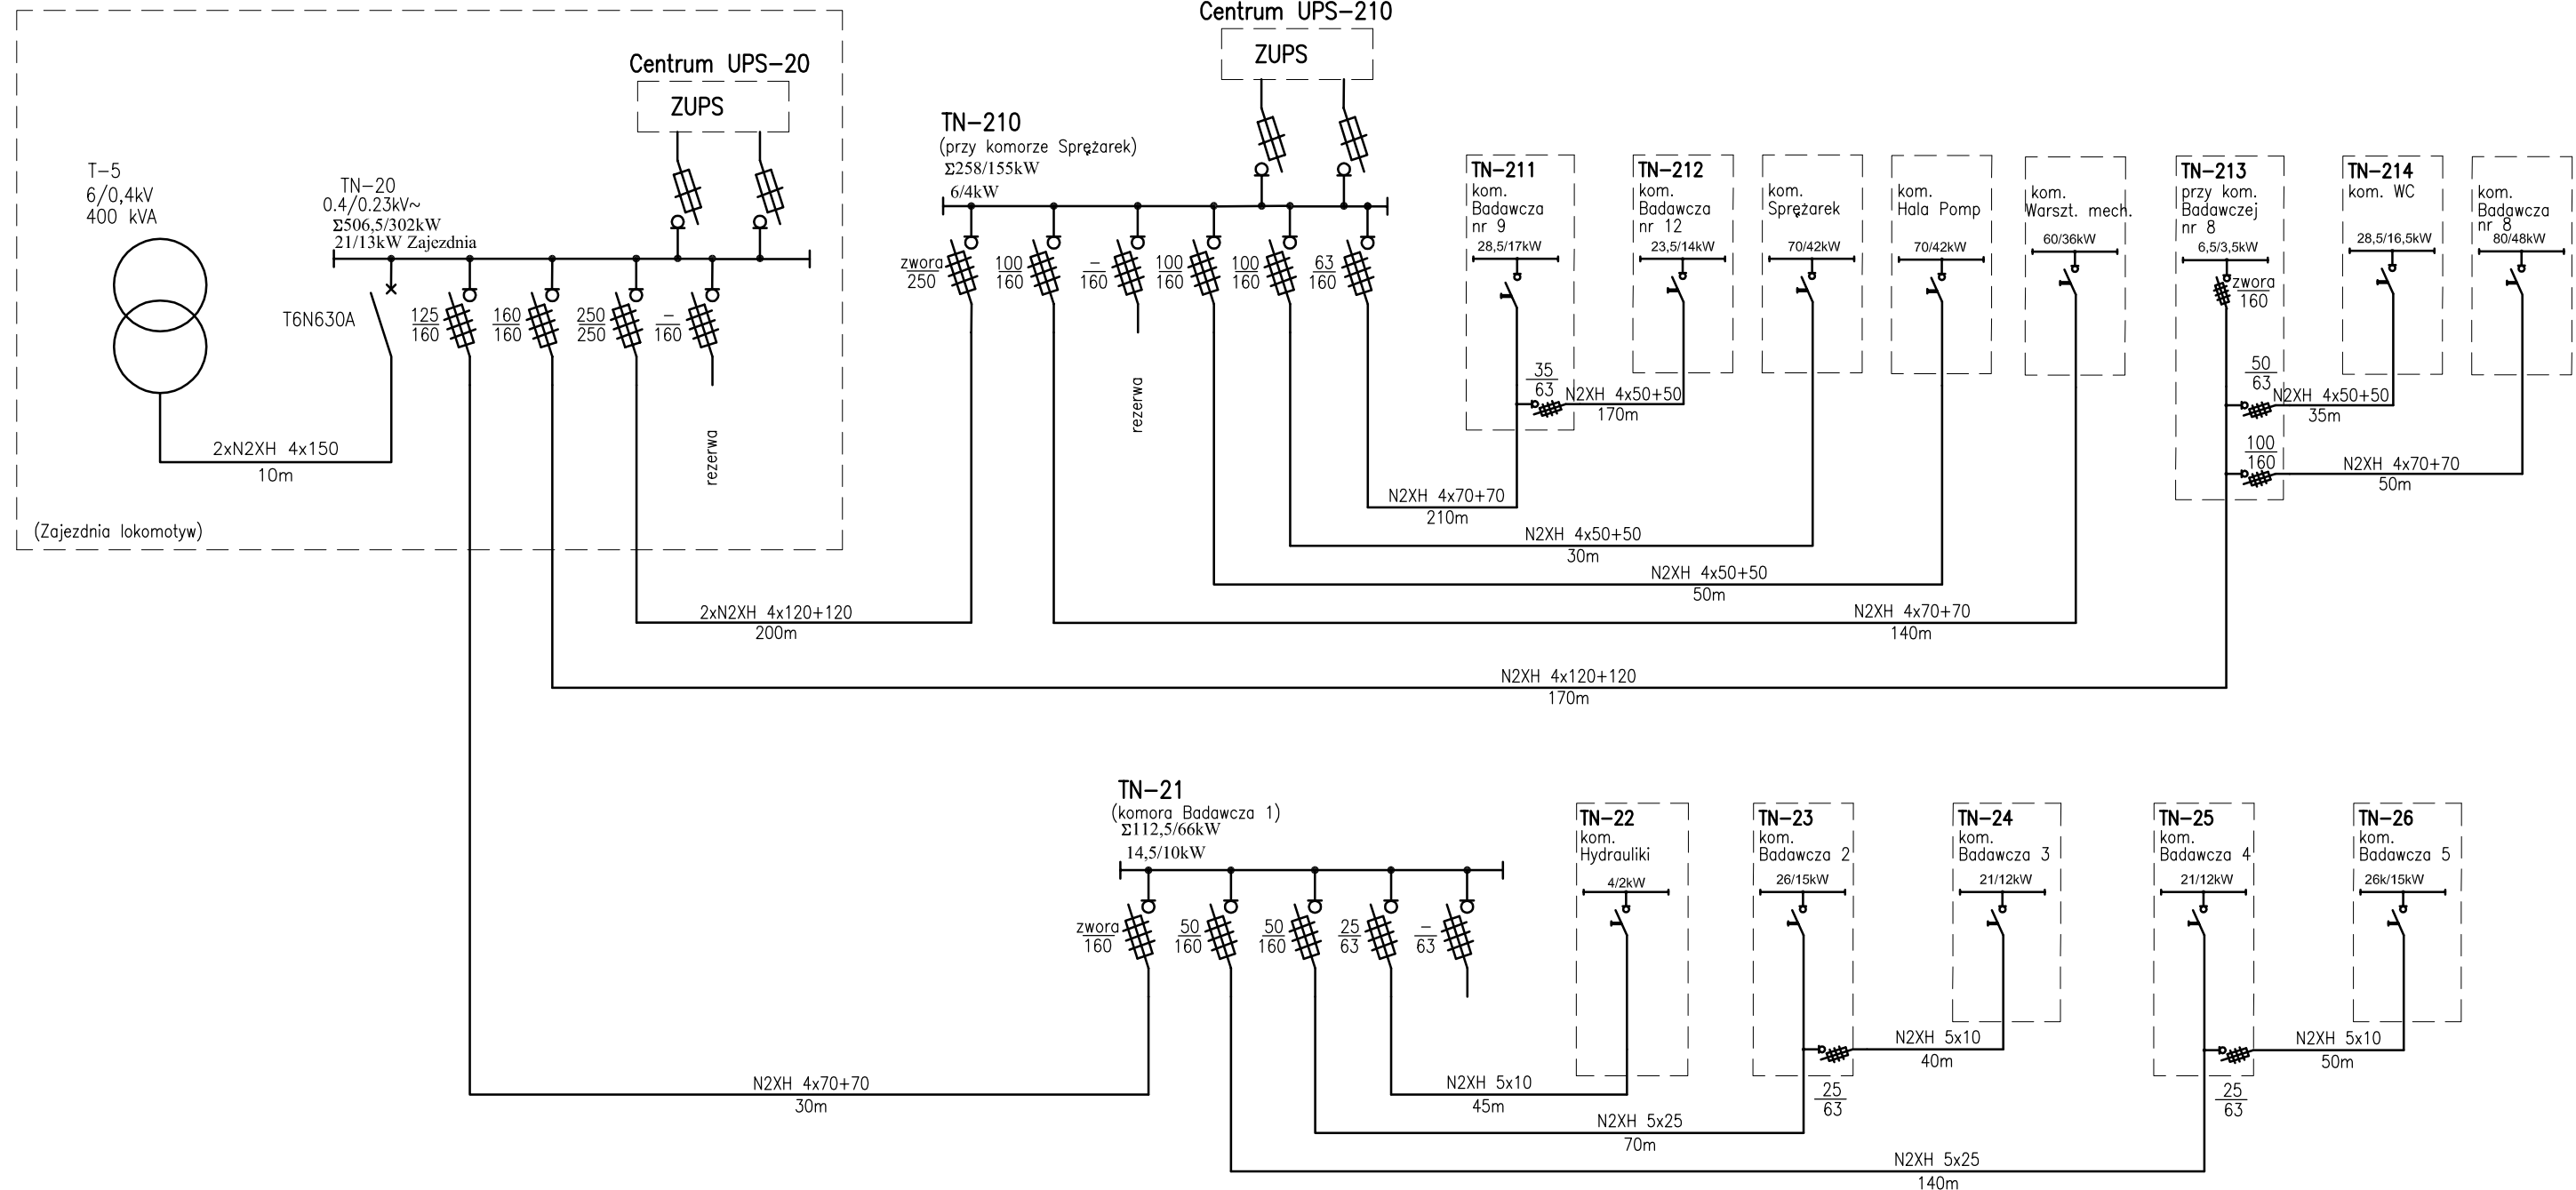 Centrum UPS-210
ZUPS
Centrum UPS-20
ZUPS
T-5
6/0,4kV
400 kVA
TN-20
0.4/0.23kV~
Σ506,5/302kW
21/13kW Zajezdnia
T6N630A
125
160
160
160
250
250
–
160
rezerwa
2xN2XH 4x150
10m
(Zajezdnia lokomotyw)
TN-210
(przy komorze Sprężarek)
Σ258/155kW
6/4kW
zwora
250
100
160
–
160
100
160
100
160
63
160
rezerwa
TN-211
kom.
Badawcza
nr 9
28,5/17kW
35
63
N2XH 4x50+50
170m
TN-212
kom.
Badawcza
nr 12
23,5/14kW
kom.
Sprężarek
70/42kW
kom.
Hala Pomp
70/42kW
kom.
Warszt. mech.
60/36kW
TN-213
przy kom.
Badawczej
nr 8
6,5/3,5kW
zwora
160
50
63
N2XH 4x50+50
35m
100
160
N2XH 4x70+70
50m
TN-214
kom. WC
28,5/16,5kW
kom.
Badawcza
nr 8
80/48kW
N2XH 4x70+70
210m
N2XH 4x50+50
30m
N2XH 4x50+50
50m
2xN2XH 4x120+120
200m
N2XH 4x70+70
140m
N2XH 4x120+120
170m
TN-21
(komora Badawcza 1)
Σ112,5/66kW
14,5/10kW
zwora
160
50
160
50
160
25
63
–
63
TN-22
kom.
Hydrauliki
4/2kW
TN-23
kom.
Badawcza 2
26/15kW
TN-24
kom.
Badawcza 3
21/12kW
TN-25
kom.
Badawcza 4
21/12kW
TN-26
kom.
Badawcza 5
26k/15kW
N2XH 5x10
40m
25
63
N2XH 5x10
50m
25
63
N2XH 4x70+70
30m
N2XH 5x10
45m
N2XH 5x25
70m
N2XH 5x25
140m